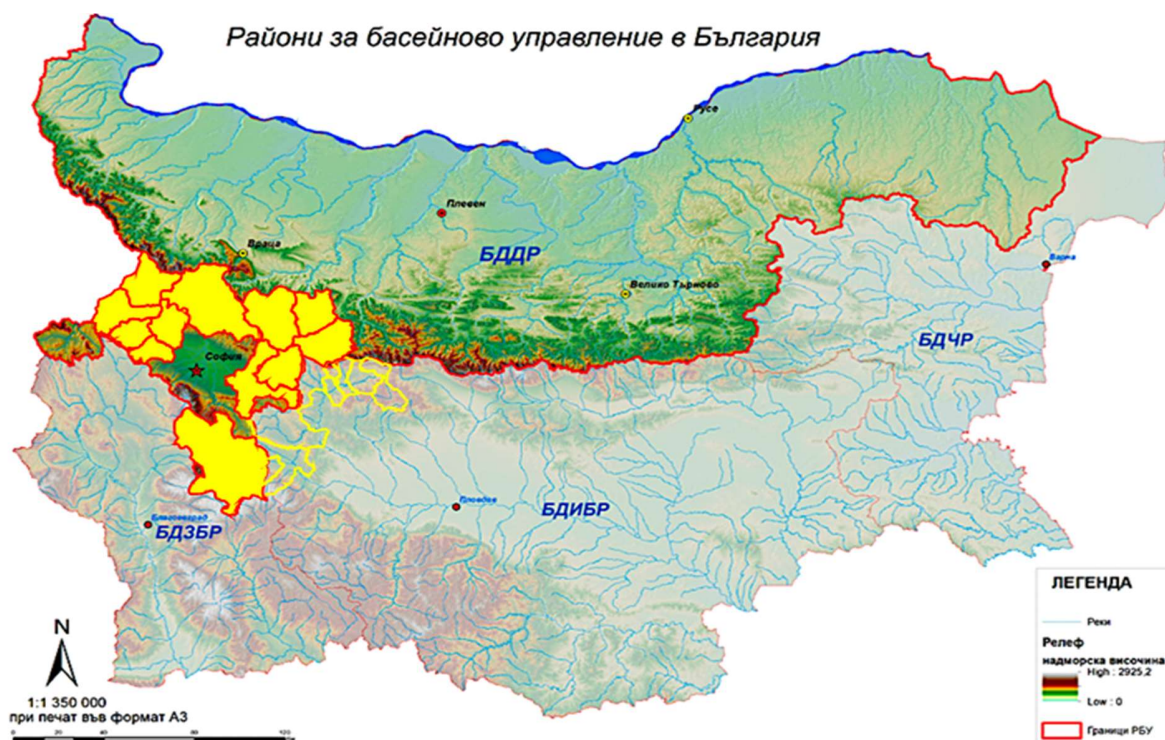 Райони за басейново управление в България
Русе
Плевен
Враца
БДДР
Варна
Велико Търново
БДЧР
София
Пловдив
БДИБР
Благоевград
БДЗБР
ЛЕГЕНДА
Реки
Релеф
надморска височина
High : 2925,2
Low : 0
Граници РБУ
N
1:1 350 000
при печат във формат А3
0 40 80 120